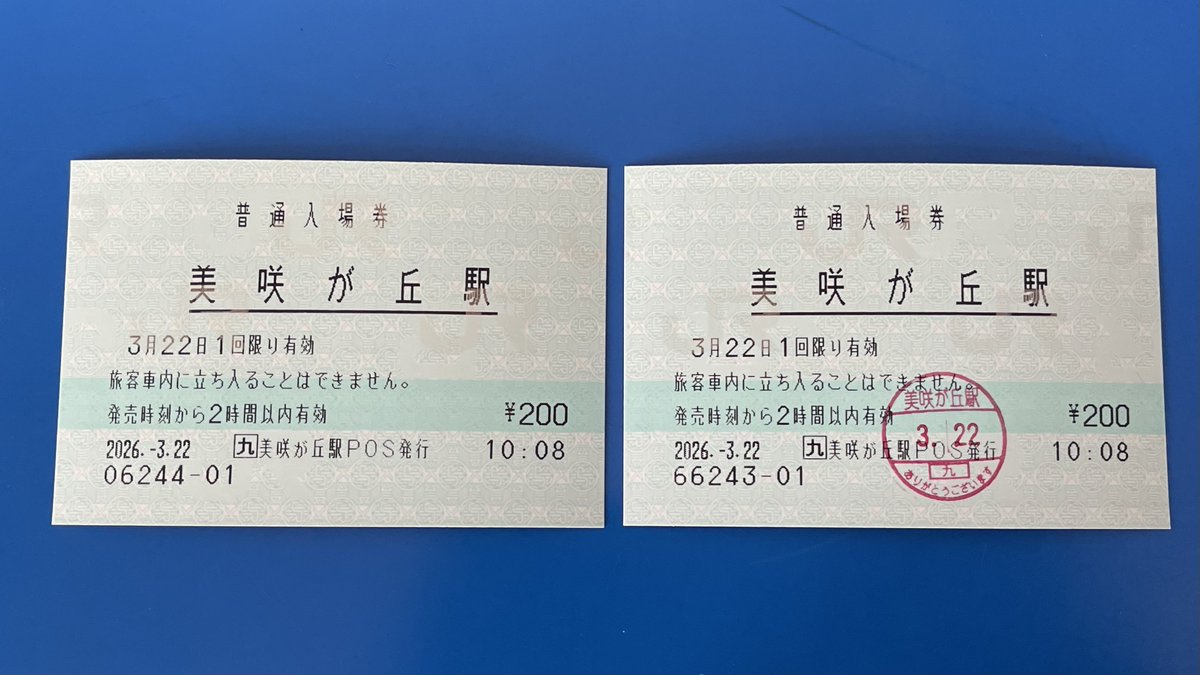 普通入場券
美咲が丘駅
3月22日1回限り有効
旅客車内に立ち入ることはできません。
発売時刻から2時間以内有効 ¥200
2026.-3.22 九美咲が丘駅POS発行 10:08
06244-01
普通入場券
美咲が丘駅
3月22日1回限り有効
旅客車内に立ち入ることはできません。
発売時刻から2時間以内有効 ¥200
2026.-3.22 九美咲が丘駅POS発行 10:08
66243-01
美咲が丘駅
3. 22
九
ありがとうございます